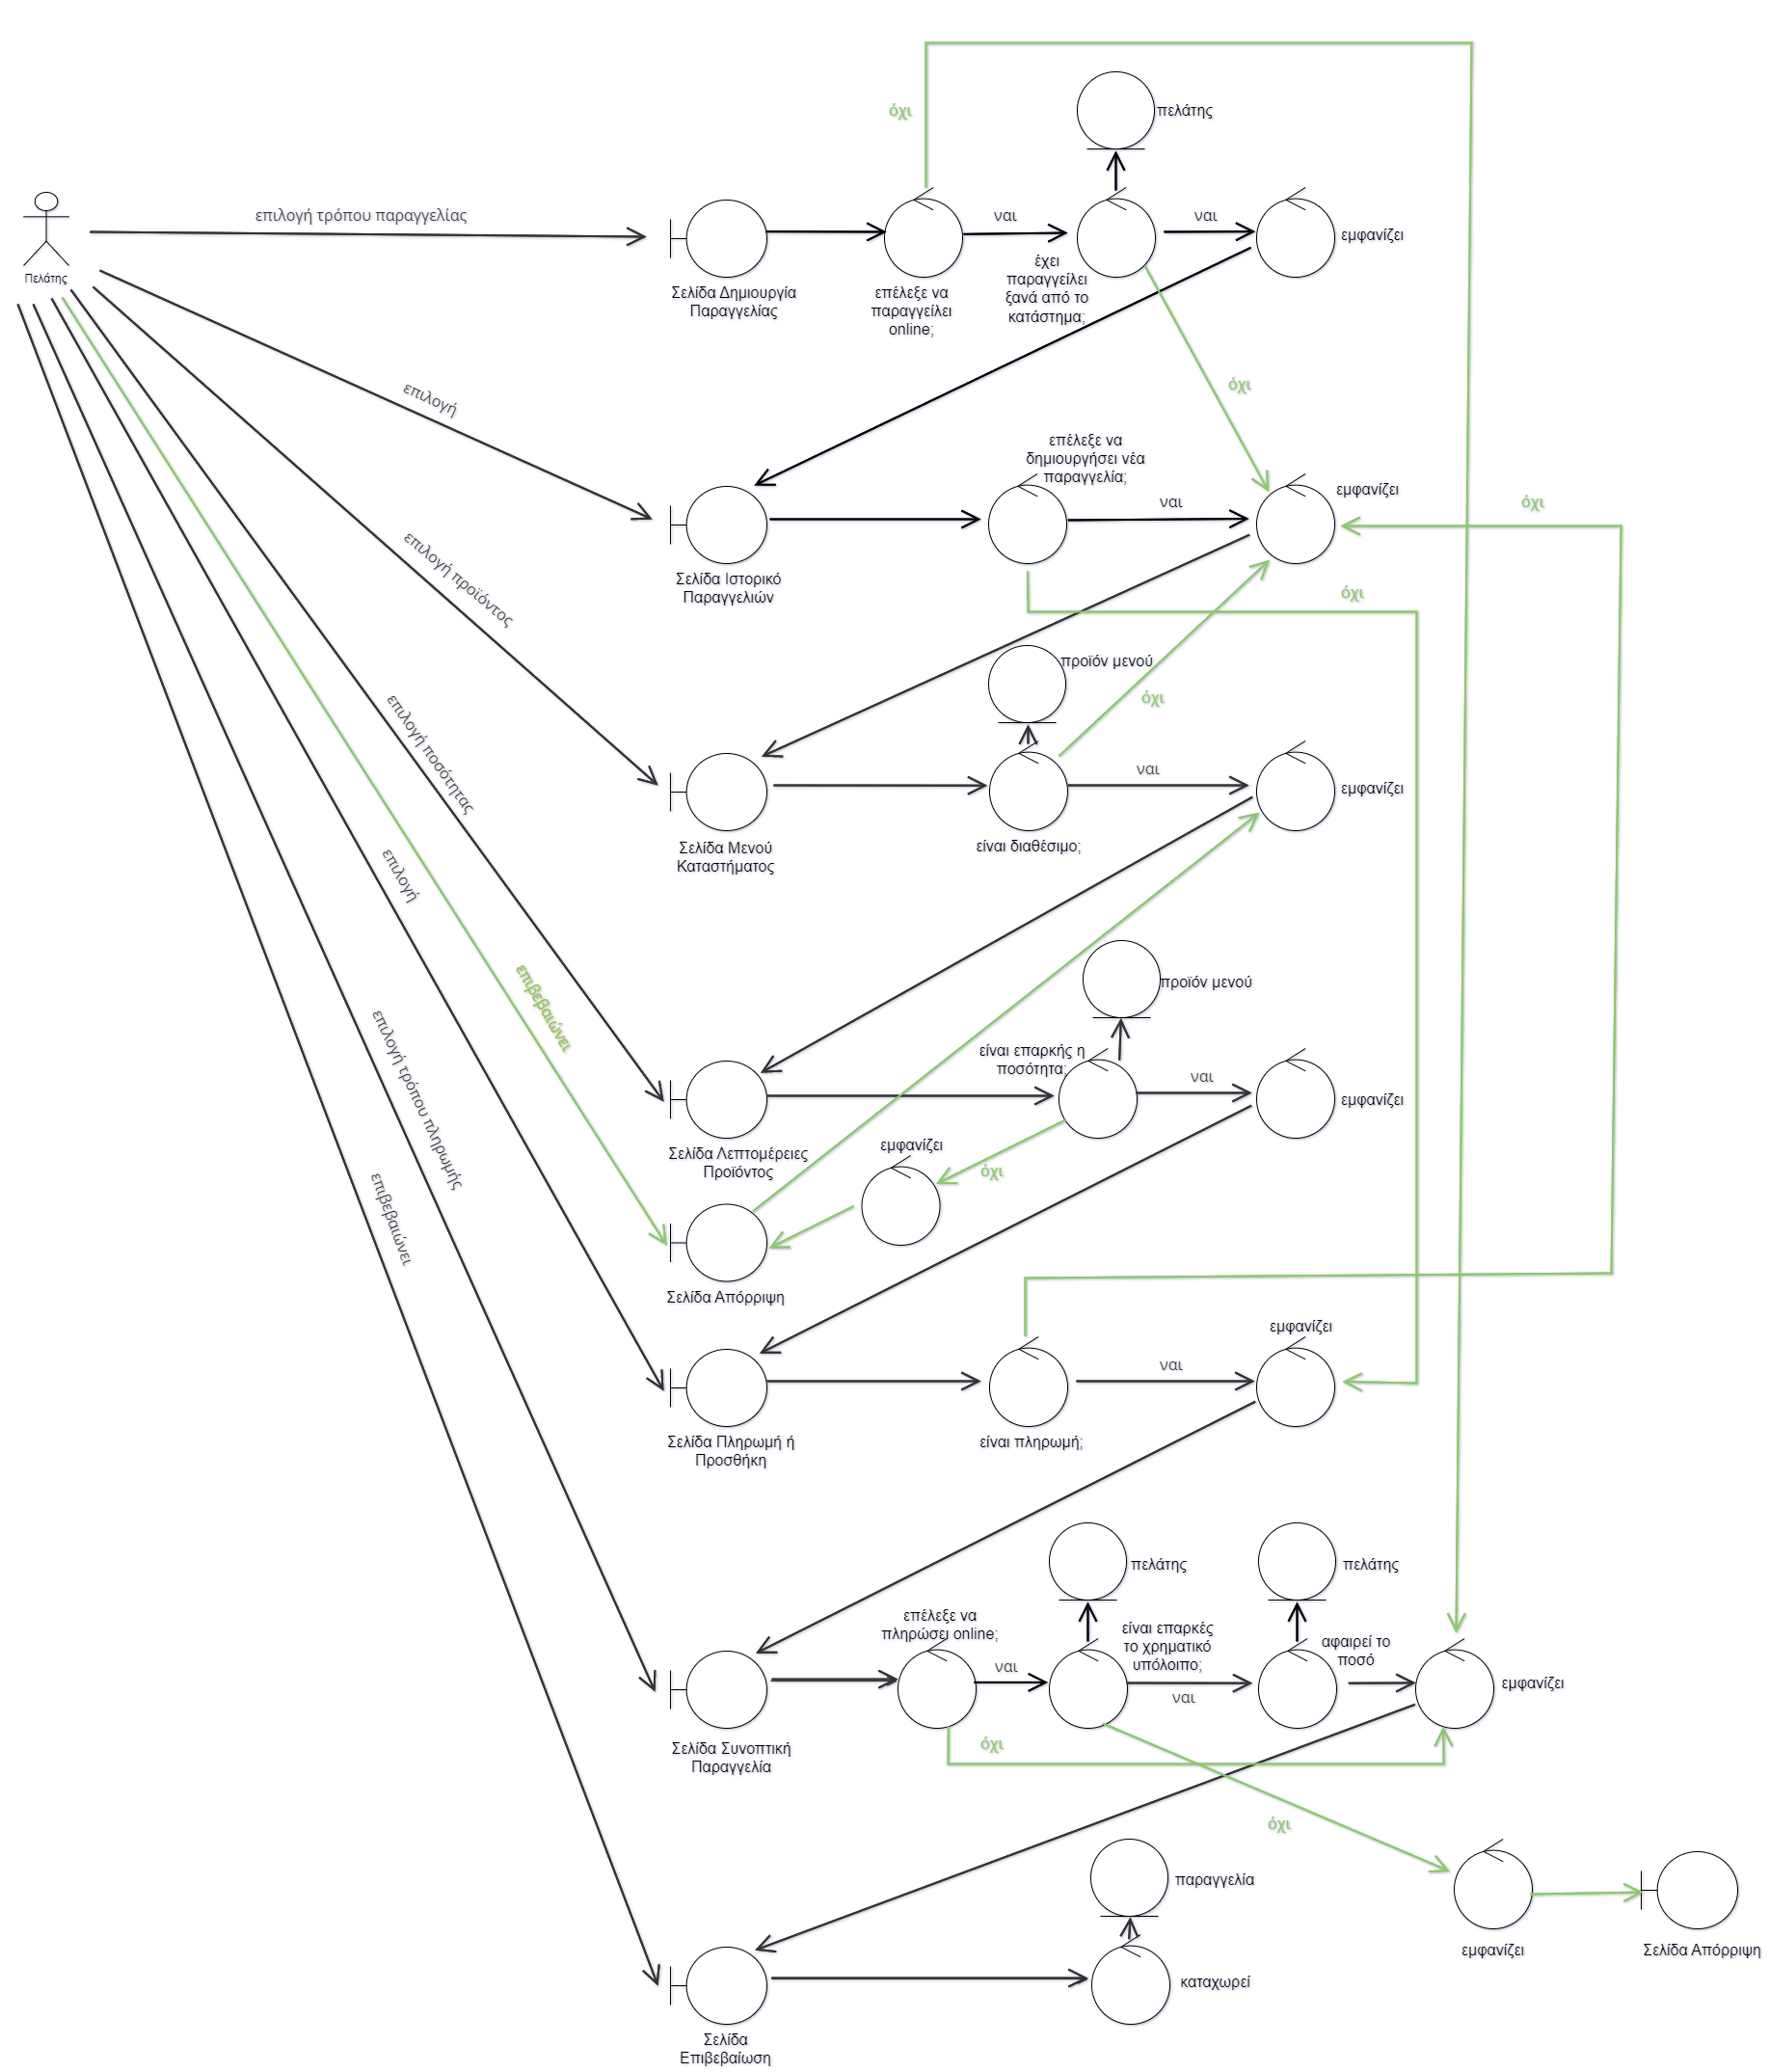 όχι
πελάτης
επιλογή τρόπου παραγγελίας
ναι
ναι
εμφανίζει
Πελάτης
Σελίδα Δημιουργία
Παραγγελίας
επέλεξε να
παραγγείλει
online;
έχει
παραγγείλει
ξανά από το
κατάστημα;
όχι
επιλογή
επέλεξε να
δημιουργήσει νέα
παραγγελία;
ναι
εμφανίζει
όχι
Σελίδα Ιστορικό
Παραγγελιών
όχι
επιλογή προϊόντος
προϊόν μενού
όχι
επιλογή ποσότητας
ναι
εμφανίζει
Σελίδα Μενού
Καταστήματος
είναι διαθέσιμο;
επιλογή
επιβεβαιώνει
προϊόν μενού
είναι επαρκής η
ποσότητα;
ναι
εμφανίζει
επιλογή τρόπου πληρωμής
Σελίδα Λεπτομέρειες
Προϊόντος
εμφανίζει
όχι
επιβεβαιώνει
Σελίδα Απόρριψη
εμφανίζει
ναι
Σελίδα Πληρωμή ή
Προσθήκη
είναι πληρωμή;
πελάτης
πελάτης
επέλεξε να
πληρώσει online;
ναι
είναι επαρκές
το χρηματικό
υπόλοιπο;
ναι
αφαιρεί το
ποσό
εμφανίζει
Σελίδα Συνοπτική
Παραγγελία
όχι
όχι
παραγγελία
εμφανίζει
Σελίδα Απόρριψη
καταχωρεί
Σελίδα
Επιβεβαίωση